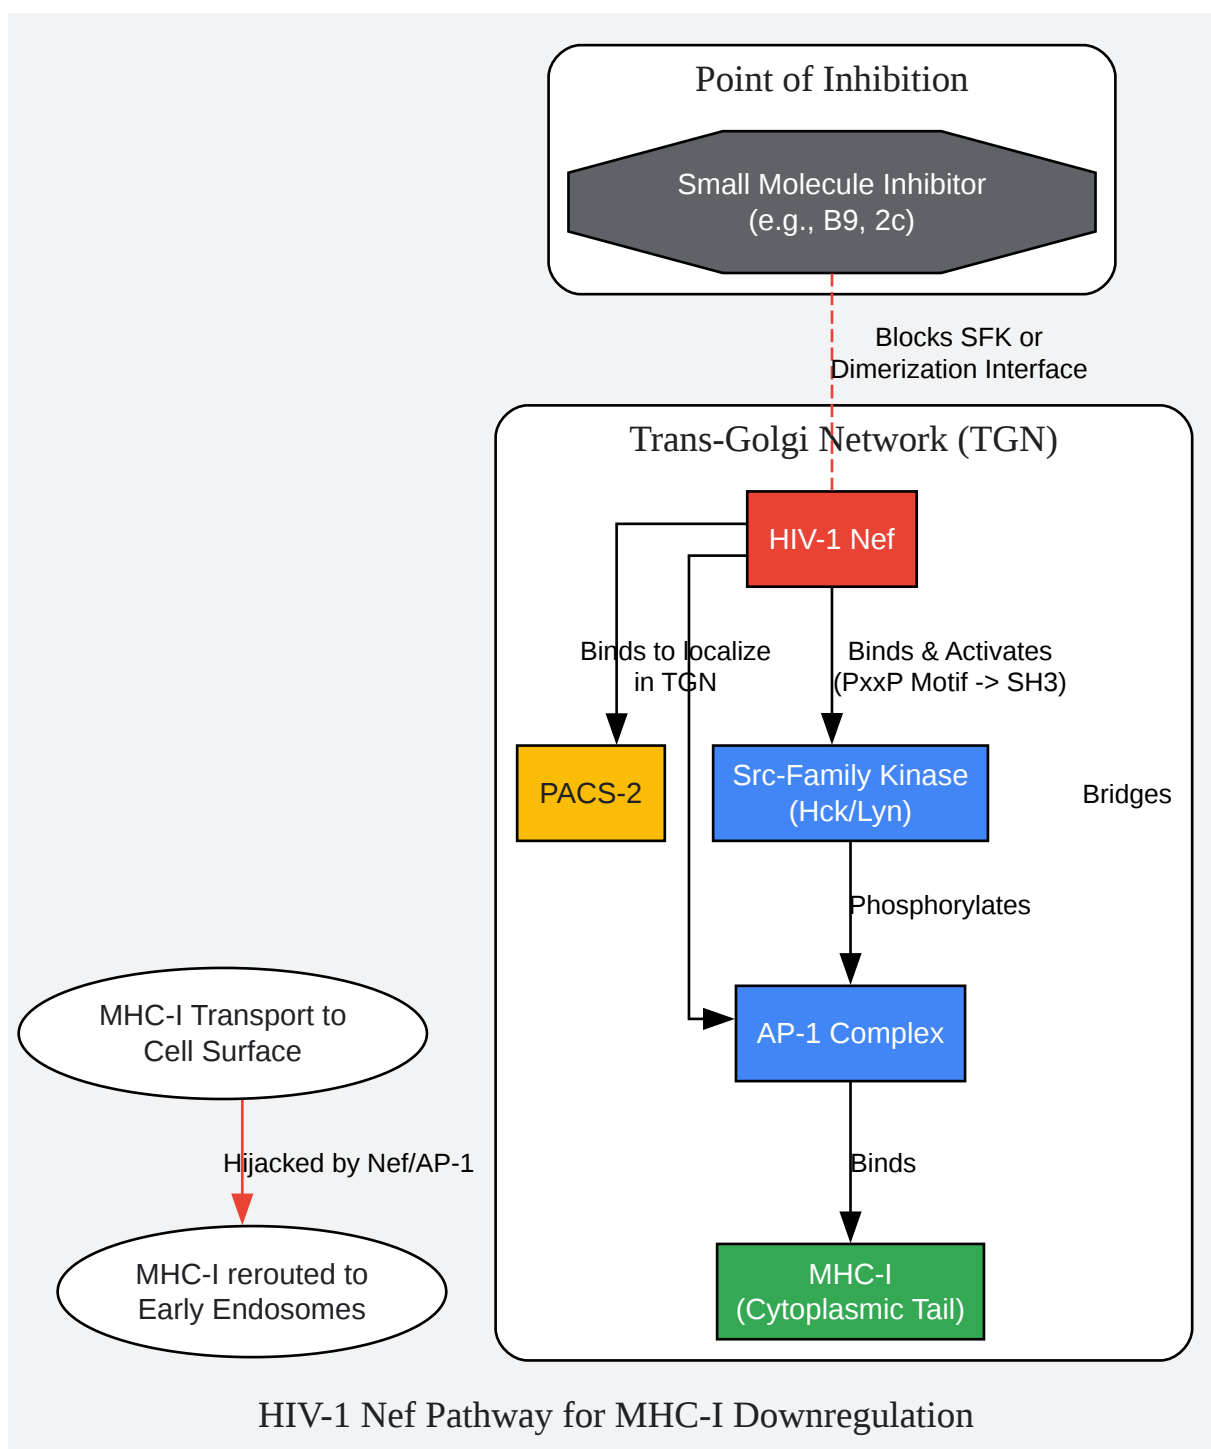 Point of Inhibition
Small Molecule Inhibitor
(e.g., B9, 2c)
Blocks SFK or
Dimerization Interface
Trans-Golgi Network (TGN)
HIV-1 Nef
Binds to localize
in TGN
Binds & Activates
(PxxP Motif -> SH3)
PACS-2
Src-Family Kinase
(Hck/Lyn)
Bridges
Phosphorylates
MHC-I Transport to
Cell Surface
AP-1 Complex
Hijacked by Nef/AP-1
Binds
MHC-I rerouted to
Early Endosomes
MHC-I
(Cytoplasmic Tail)
HIV-1 Nef Pathway for MHC-I Downregulation